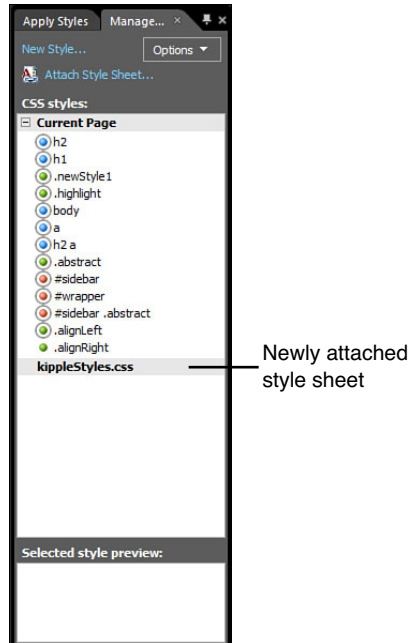 Apply Styles Manage... ×
New Style... Options
Attach Style Sheet...
CSS styles:
Current Page
h2
h1
.newStyle1
.highlight
body
a
h2 a
.abstract
#sidebar
#wrapper
#sidebar .abstract
.alignLeft
.alignRight
kippleStyles.css
Newly attached
style sheet
Selected style preview: